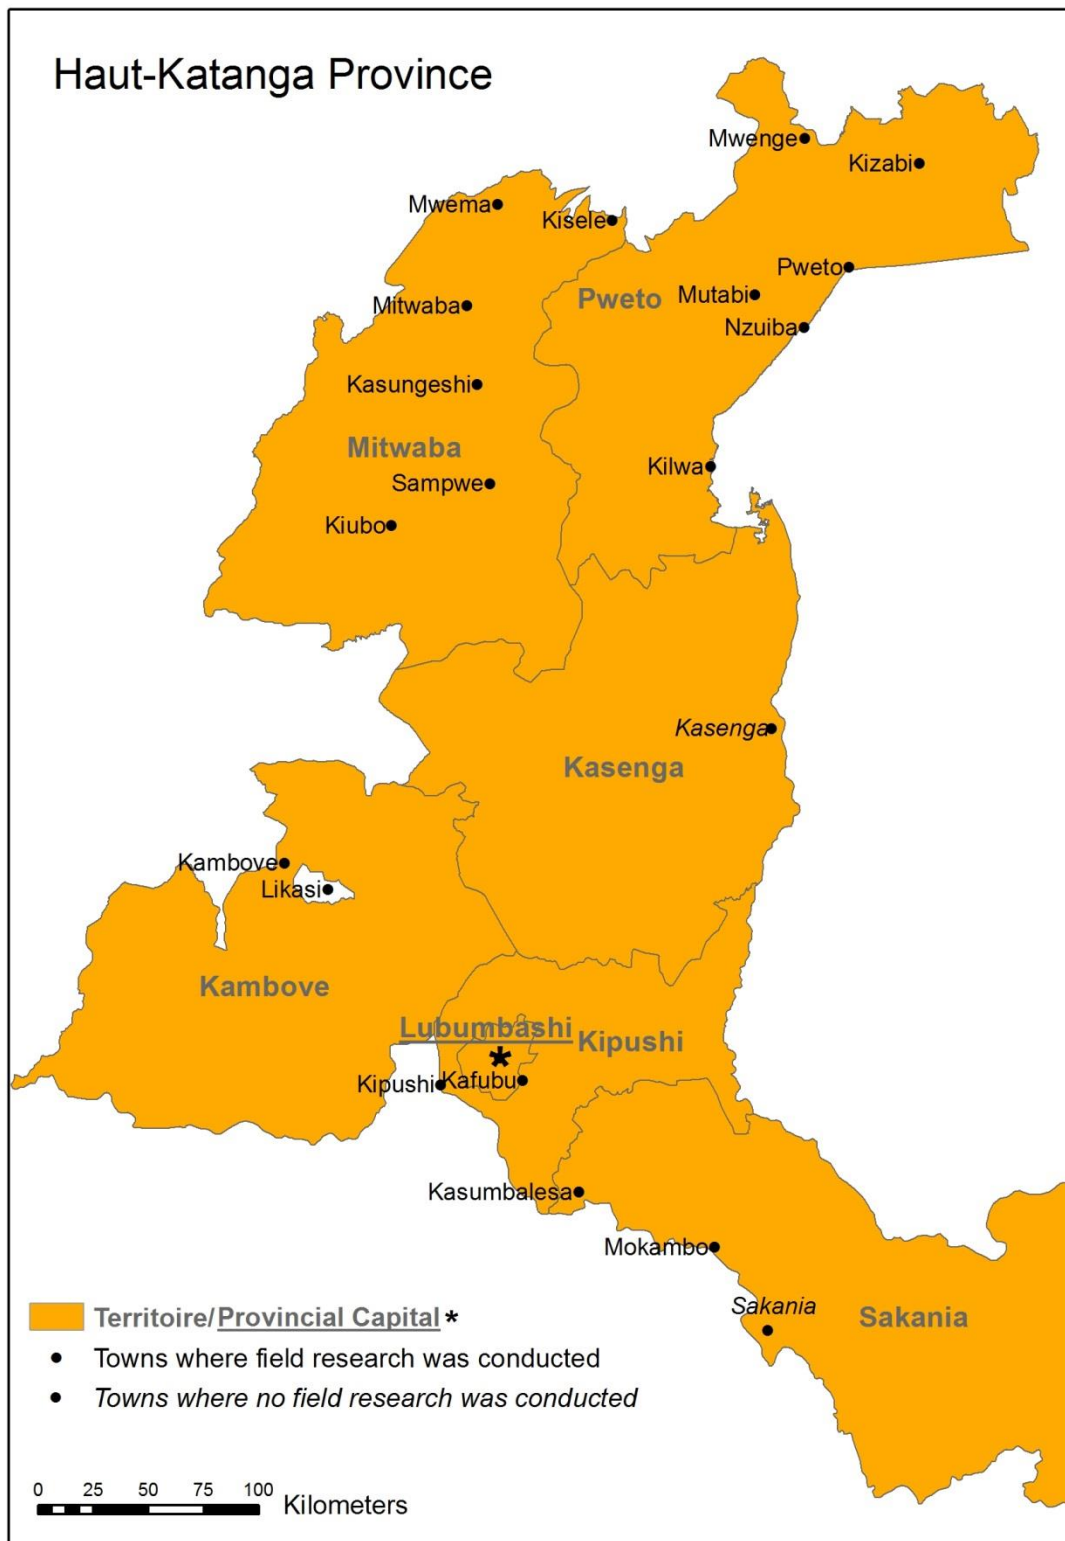 Haut-Katanga Province
Mwenge
Kizabi
Mwema
Kisele
Pweto
Mutabi
Pweto
Mitwaba
Nzuiba
Kasungeshi
Mitwaba
Kilwa
Sampwe
Kiubo
Kasenga
Kasenga
Kambove
Likasi
Kambove
Lubumbashi
Kipushi
*
Kipushi
Kafubu
Kasumbalesa
Mokambo
Sakania
Sakania
Territoire/Provincial Capital *
Towns where field research was conducted
Towns where no field research was conducted
0 25 50 75 100
Kilometers